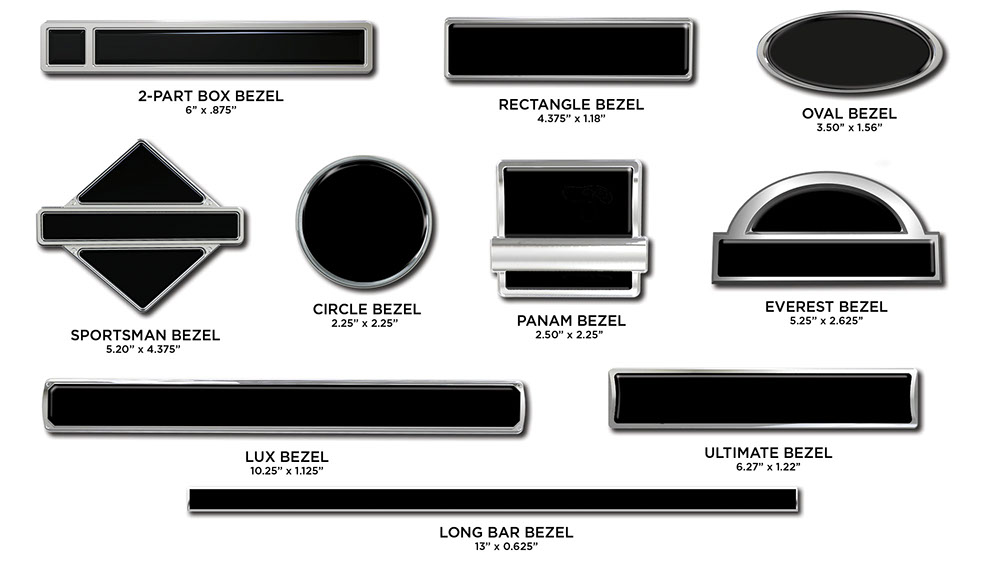 2-PART BOX BEZEL
6” x .875”
RECTANGLE BEZEL
4.375” x 1.18”
OVAL BEZEL
3.50” x 1.56”
SPORTSMAN BEZEL
5.20” x 4.375”
CIRCLE BEZEL
2.25” x 2.25”
PANAM BEZEL
2.50” x 2.25”
EVEREST BEZEL
5.25” x 2.625”
LUX BEZEL
10.25” x 1.125”
ULTIMATE BEZEL
6.27” x 1.22”
LONG BAR BEZEL
13” x 0.625”